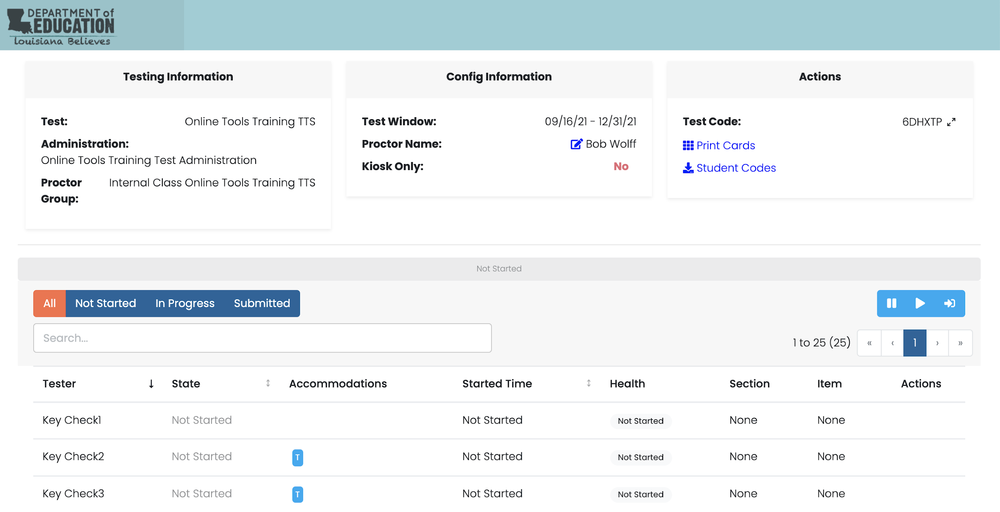 DEPARTMENT of
EDUCATION
Louisiana Believes
Testing Information
Test: Online Tools Training TTS
Administration:
Online Tools Training Test Administration
Proctor Internal Class Online Tools Training TTS
Group:
Config Information
Test Window: 09/16/21 - 12/31/21
Proctor Name: Bob Wolff
Kiosk Only: No
Actions
Test Code: 6DHXTP
Print Cards
Student Codes
Not Started
All Not Started In Progress Submitted
Search...
1 to 25 (25) « ‹ 1 › »
Tester State Accommodations Started Time Health Section Item Actions
Key Check1 Not Started Not Started Not Started None None
Key Check2 Not Started T Not Started Not Started None None
Key Check3 Not Started T Not Started Not Started None None